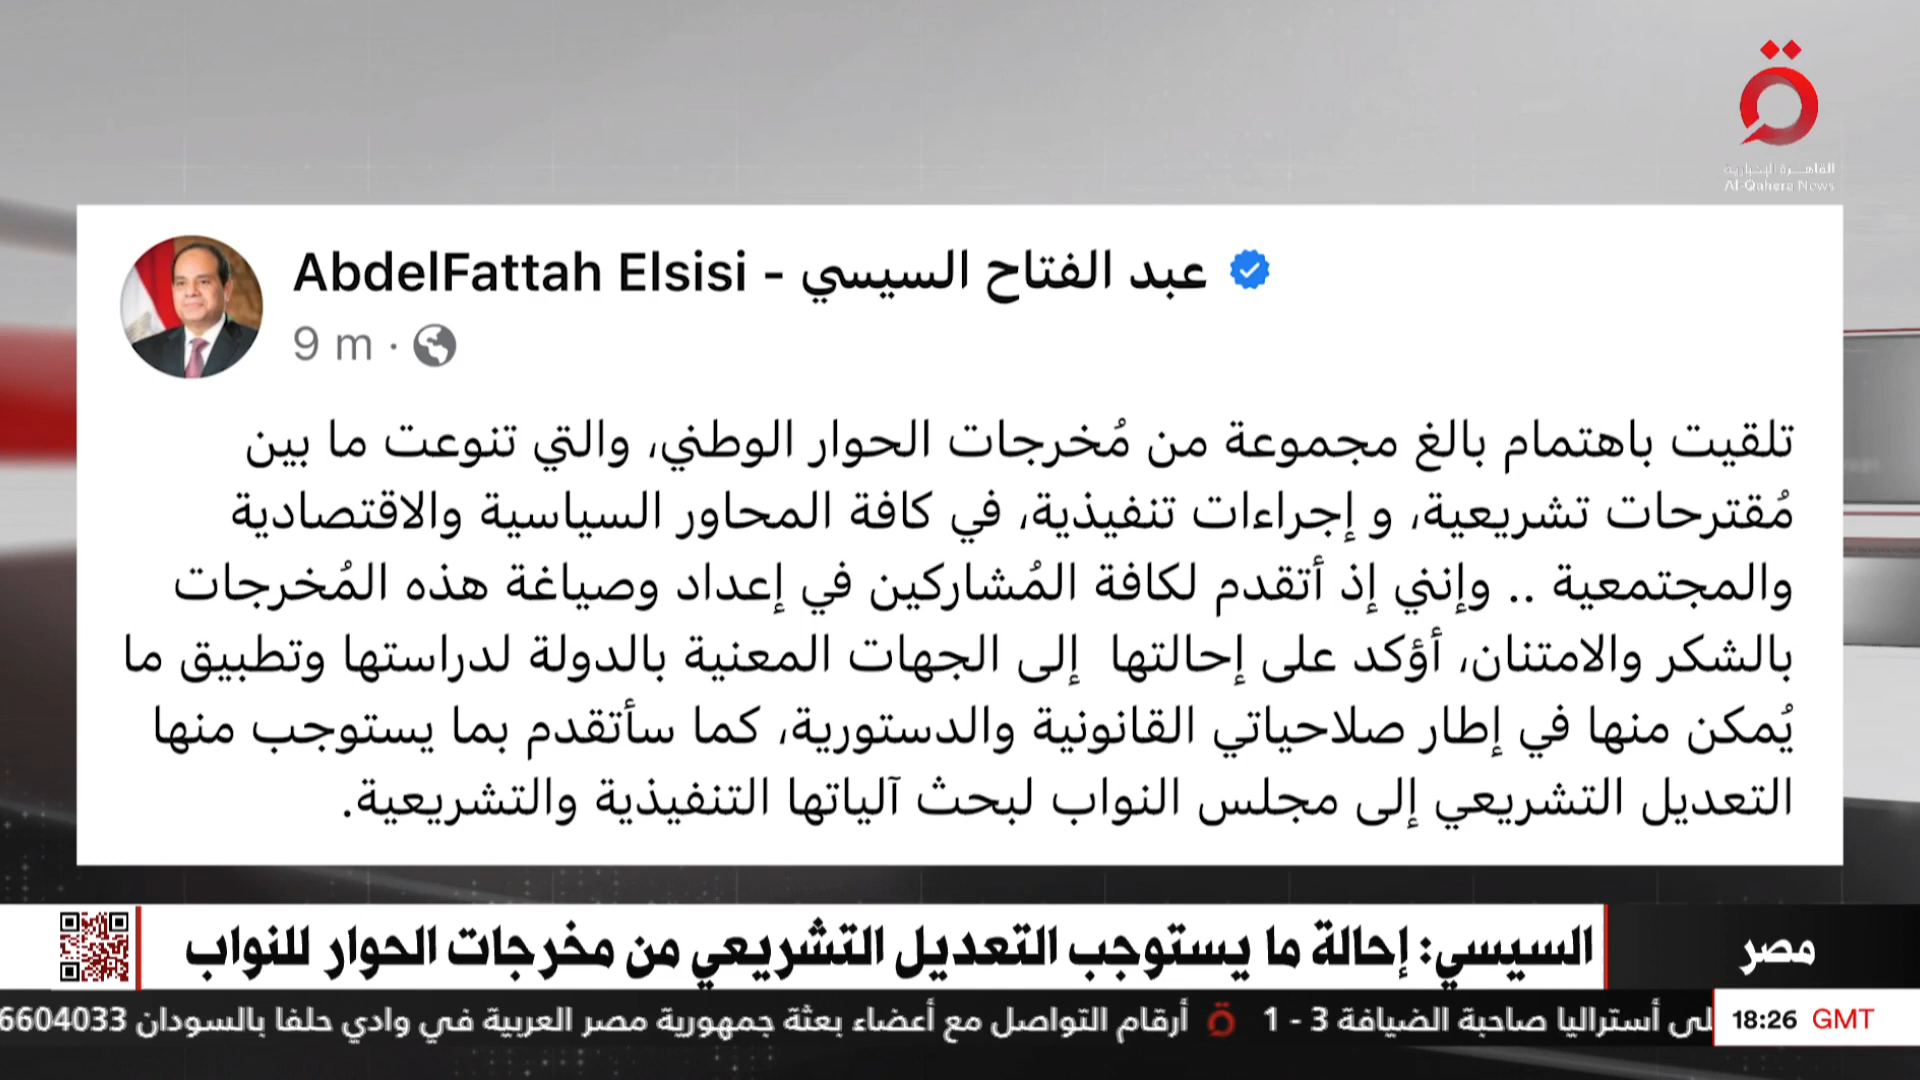 القاهرة الإخبارية
Al-Qahera News
AbdelFattah Elsisi - عبد الفتاح السيسي
9 m ·
تلقيت باهتمام بالغ مجموعة من مُخرجات الحوار الوطني، والتي تنوعت ما بين
مُقترحات تشريعية، و إجراءات تنفيذية، في كافة المحاور السياسية والاقتصادية
والمجتمعية .. وإنني إذ أتقدم لكافة المُشاركين في إعداد وصياغة هذه المُخرجات
بالشكر والامتنان، أؤكد على إحالتها إلى الجهات المعنية بالدولة لدراستها وتطبيق ما
يُمكن منها في إطار صلاحياتي القانونية والدستورية، كما سأتقدم بما يستوجب منها
التعديل التشريعي إلى مجلس النواب لبحث آلياتها التنفيذية والتشريعية.
مصر
السيسي: إحالة ما يستوجب التعديل التشريعي من مخرجات الحوار للنواب
18:26 GMT
أستراليا صاحبة الضيافة 3 - 1 أرقام التواصل مع أعضاء بعثة جمهورية مصر العربية في وادي حلفا بالسودان 6604033